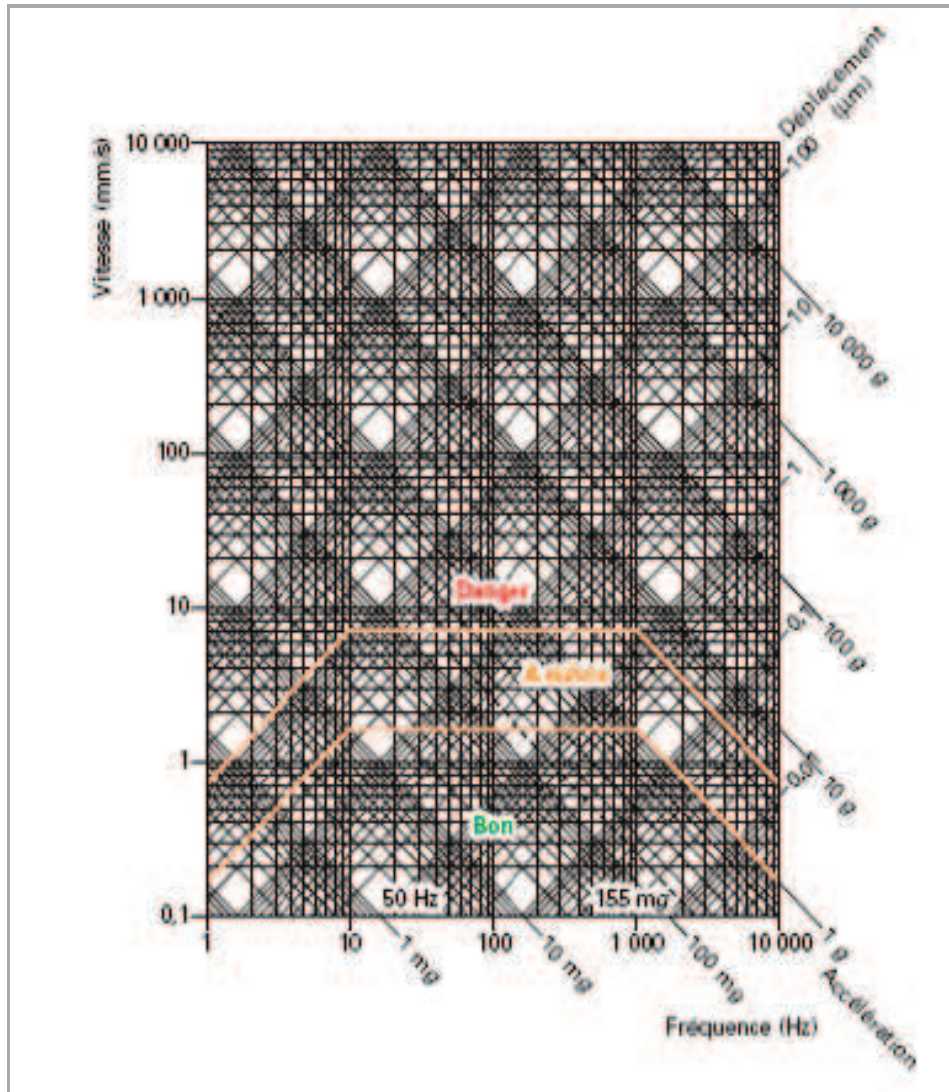 Déplacement
(µm)
100
10 000
Vitesse (mm/s)
1 000
10
10 000 g
100
1
1 000 g
10
Danger
0,1
100 g
A suivre
1
0,01
10 g
Bon
50 Hz
155 mg
0,1
1
10
100
1 000
10 000
1 mg
10 mg
100 mg
1 g
Accélération
Fréquence (Hz)